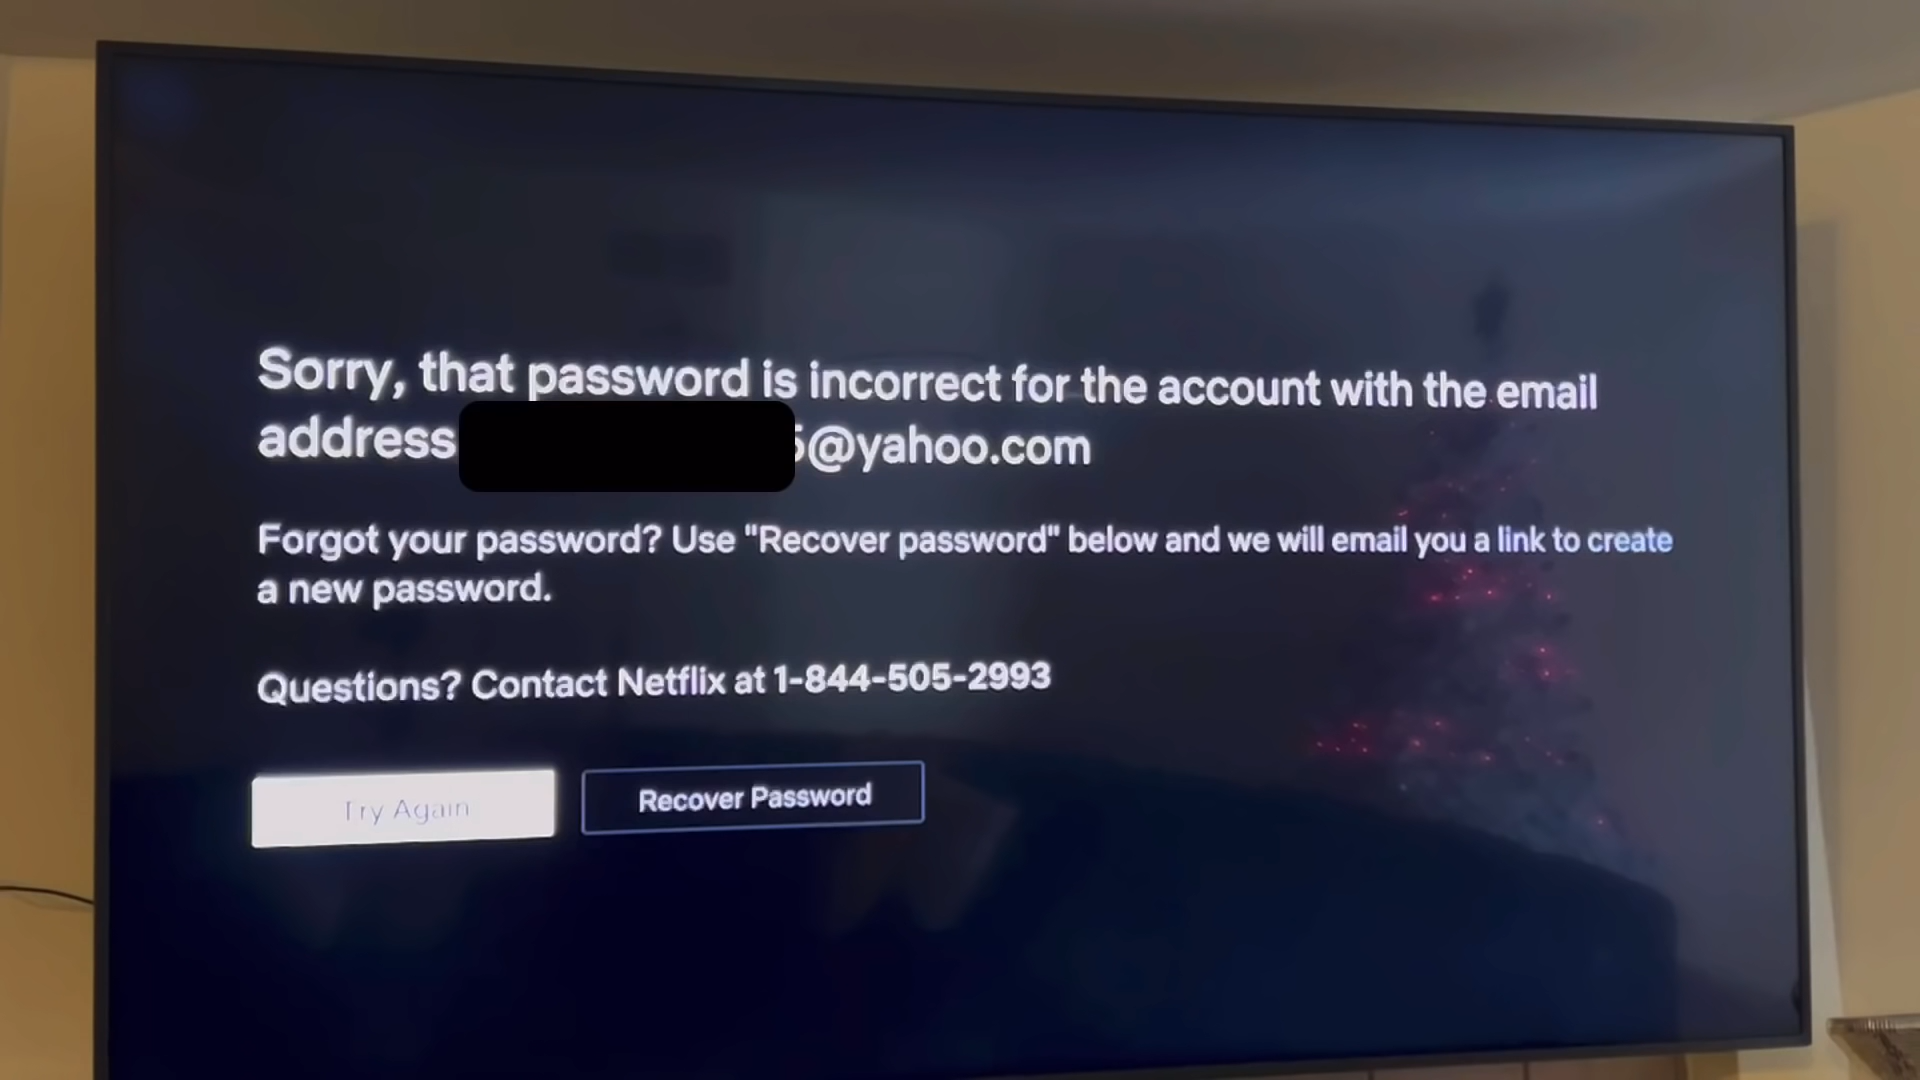 Sorry, that password is incorrect for the account with the email
address 5@yahoo.com
Forgot your password? Use "Recover password" below and we will email you a link to create
a new password.
Questions? Contact Netflix at 1-844-505-2993
Try Again
Recover Password